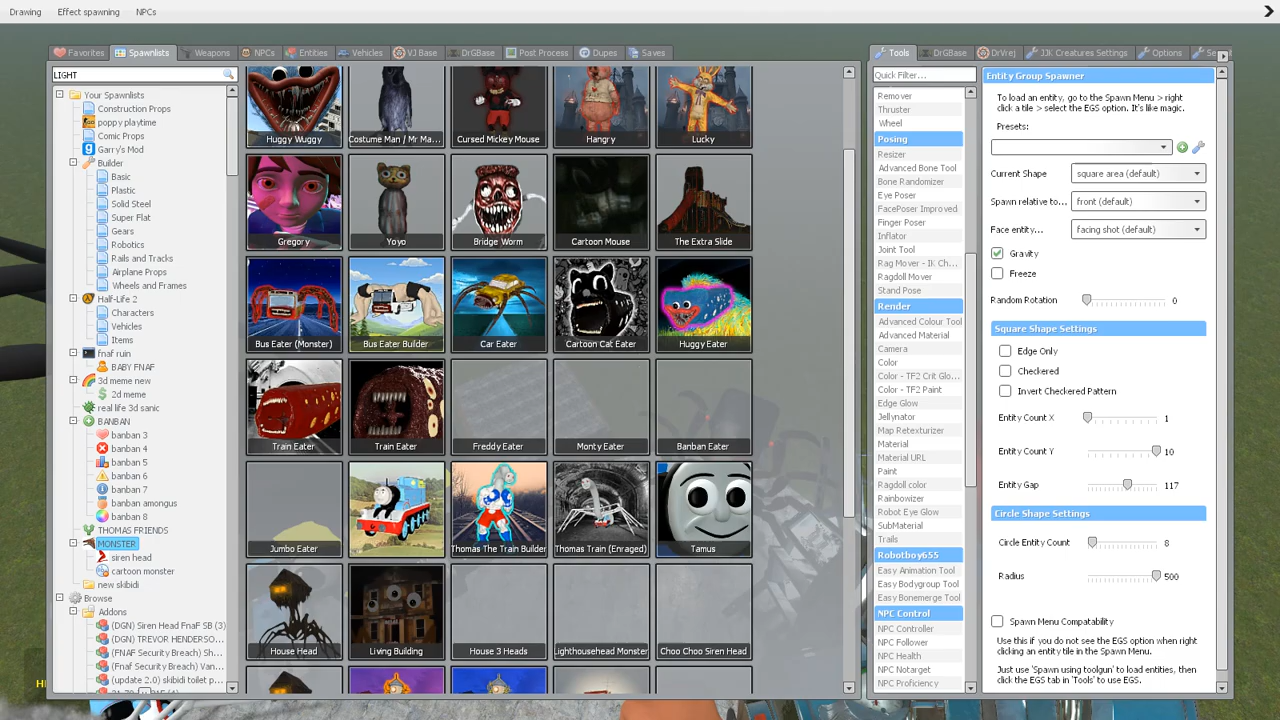 Drawing Effect spawning NPCs
Favorites Spawnlists Weapons NPCs Entities Vehicles VJ Base DrGBase Post Process Dupes Saves
LIGHT
Your Spawnlists
Construction Props
poppy playtime
Comic Props
Garry's Mod
Builder
Basic
Plastic
Solid Steel
Super Flat
Gears
Robotics
Rails and Tracks
Airplane Props
Wheels and Frames
Half-Life 2
Characters
Vehicles
Items
fnaf ruin
BABY FNAF
3d meme new
2d meme
real life 3d sanic
BANBAN
banban 3
banban 4
banban 5
banban 6
banban 7
banban amongus
banban 8
THOMAS FRIENDS
MONSTER
siren head
cartoon monster
new skibidi
Browse
Addons
(DGN) Siren Head FnaF SB (3)
(DGN) TREVOR HENDERSO...
(FNAF Security Breach) Sh...
(Fnaf Security Breach) Van...
(update 2.0) skibidi toilet p...
Huggy Wuggy Costume Man / Mr Ma... Cursed Mickey Mouse Hangry Lucky
Gregory Yoyo Bridge Worm Cartoon Mouse The Extra Slide
Bus Eater (Monster) Bus Eater Builder Car Eater Cartoon Cat Eater Huggy Eater
Train Eater Train Eater Freddy Eater Monty Eater Banban Eater
Jumbo Eater Thomas The Train Builder Thomas Train (Enraged) Tamus
House Head Living Building House 3 Heads Lighthousehead Monster Choo Choo Siren Head
Tools DrGBase DrVrej JJK Creatures Settings Options
Quick Filter...
Remover
Thruster
Wheel
Posing
Resizer
Advanced Bone Tool
Bone Randomizer
Eye Poser
FacePoser Improved
Finger Poser
Inflator
Joint Tool
Rag Mover - IK Ch...
Ragdoll Mover
Stand Pose
Render
Advanced Colour Tool
Advanced Material
Camera
Color
Color - TF2 Crit Glo...
Color - TF2 Paint
Edge Glow
Jellynator
Map Retexturizer
Material
Material URL
Paint
Ragdoll color
Rainbowizer
Robot Eye Glow
SubMaterial
Trails
Robotboy655
Easy Animation Tool
Easy Bodygroup Tool
Easy Bonemerge Tool
NPC Control
NPC Controller
NPC Follower
NPC Health
NPC Notarget
NPC Proficiency
Entity Group Spawner
To load an entity, go to the Spawn Menu > right
click a tile > select the EGS option. It's like magic.
Presets:
Current Shape square area (default)
Spawn relative to... front (default)
Face entity... facing shot (default)
Gravity
Freeze
Random Rotation 0
Square Shape Settings
Edge Only
Checkered
Invert Checkered Pattern
Entity Count X 1
Entity Count Y 10
Entity Gap 117
Circle Shape Settings
Circle Entity Count 8
Radius 500
Spawn Menu Compatability
Use this if you do not see the EGS option when right
clicking an entity tile in the Spawn Menu.
Just use 'Spawn using toolgun' to load entities, then
click the EGS tab in 'Tools' to use EGS.